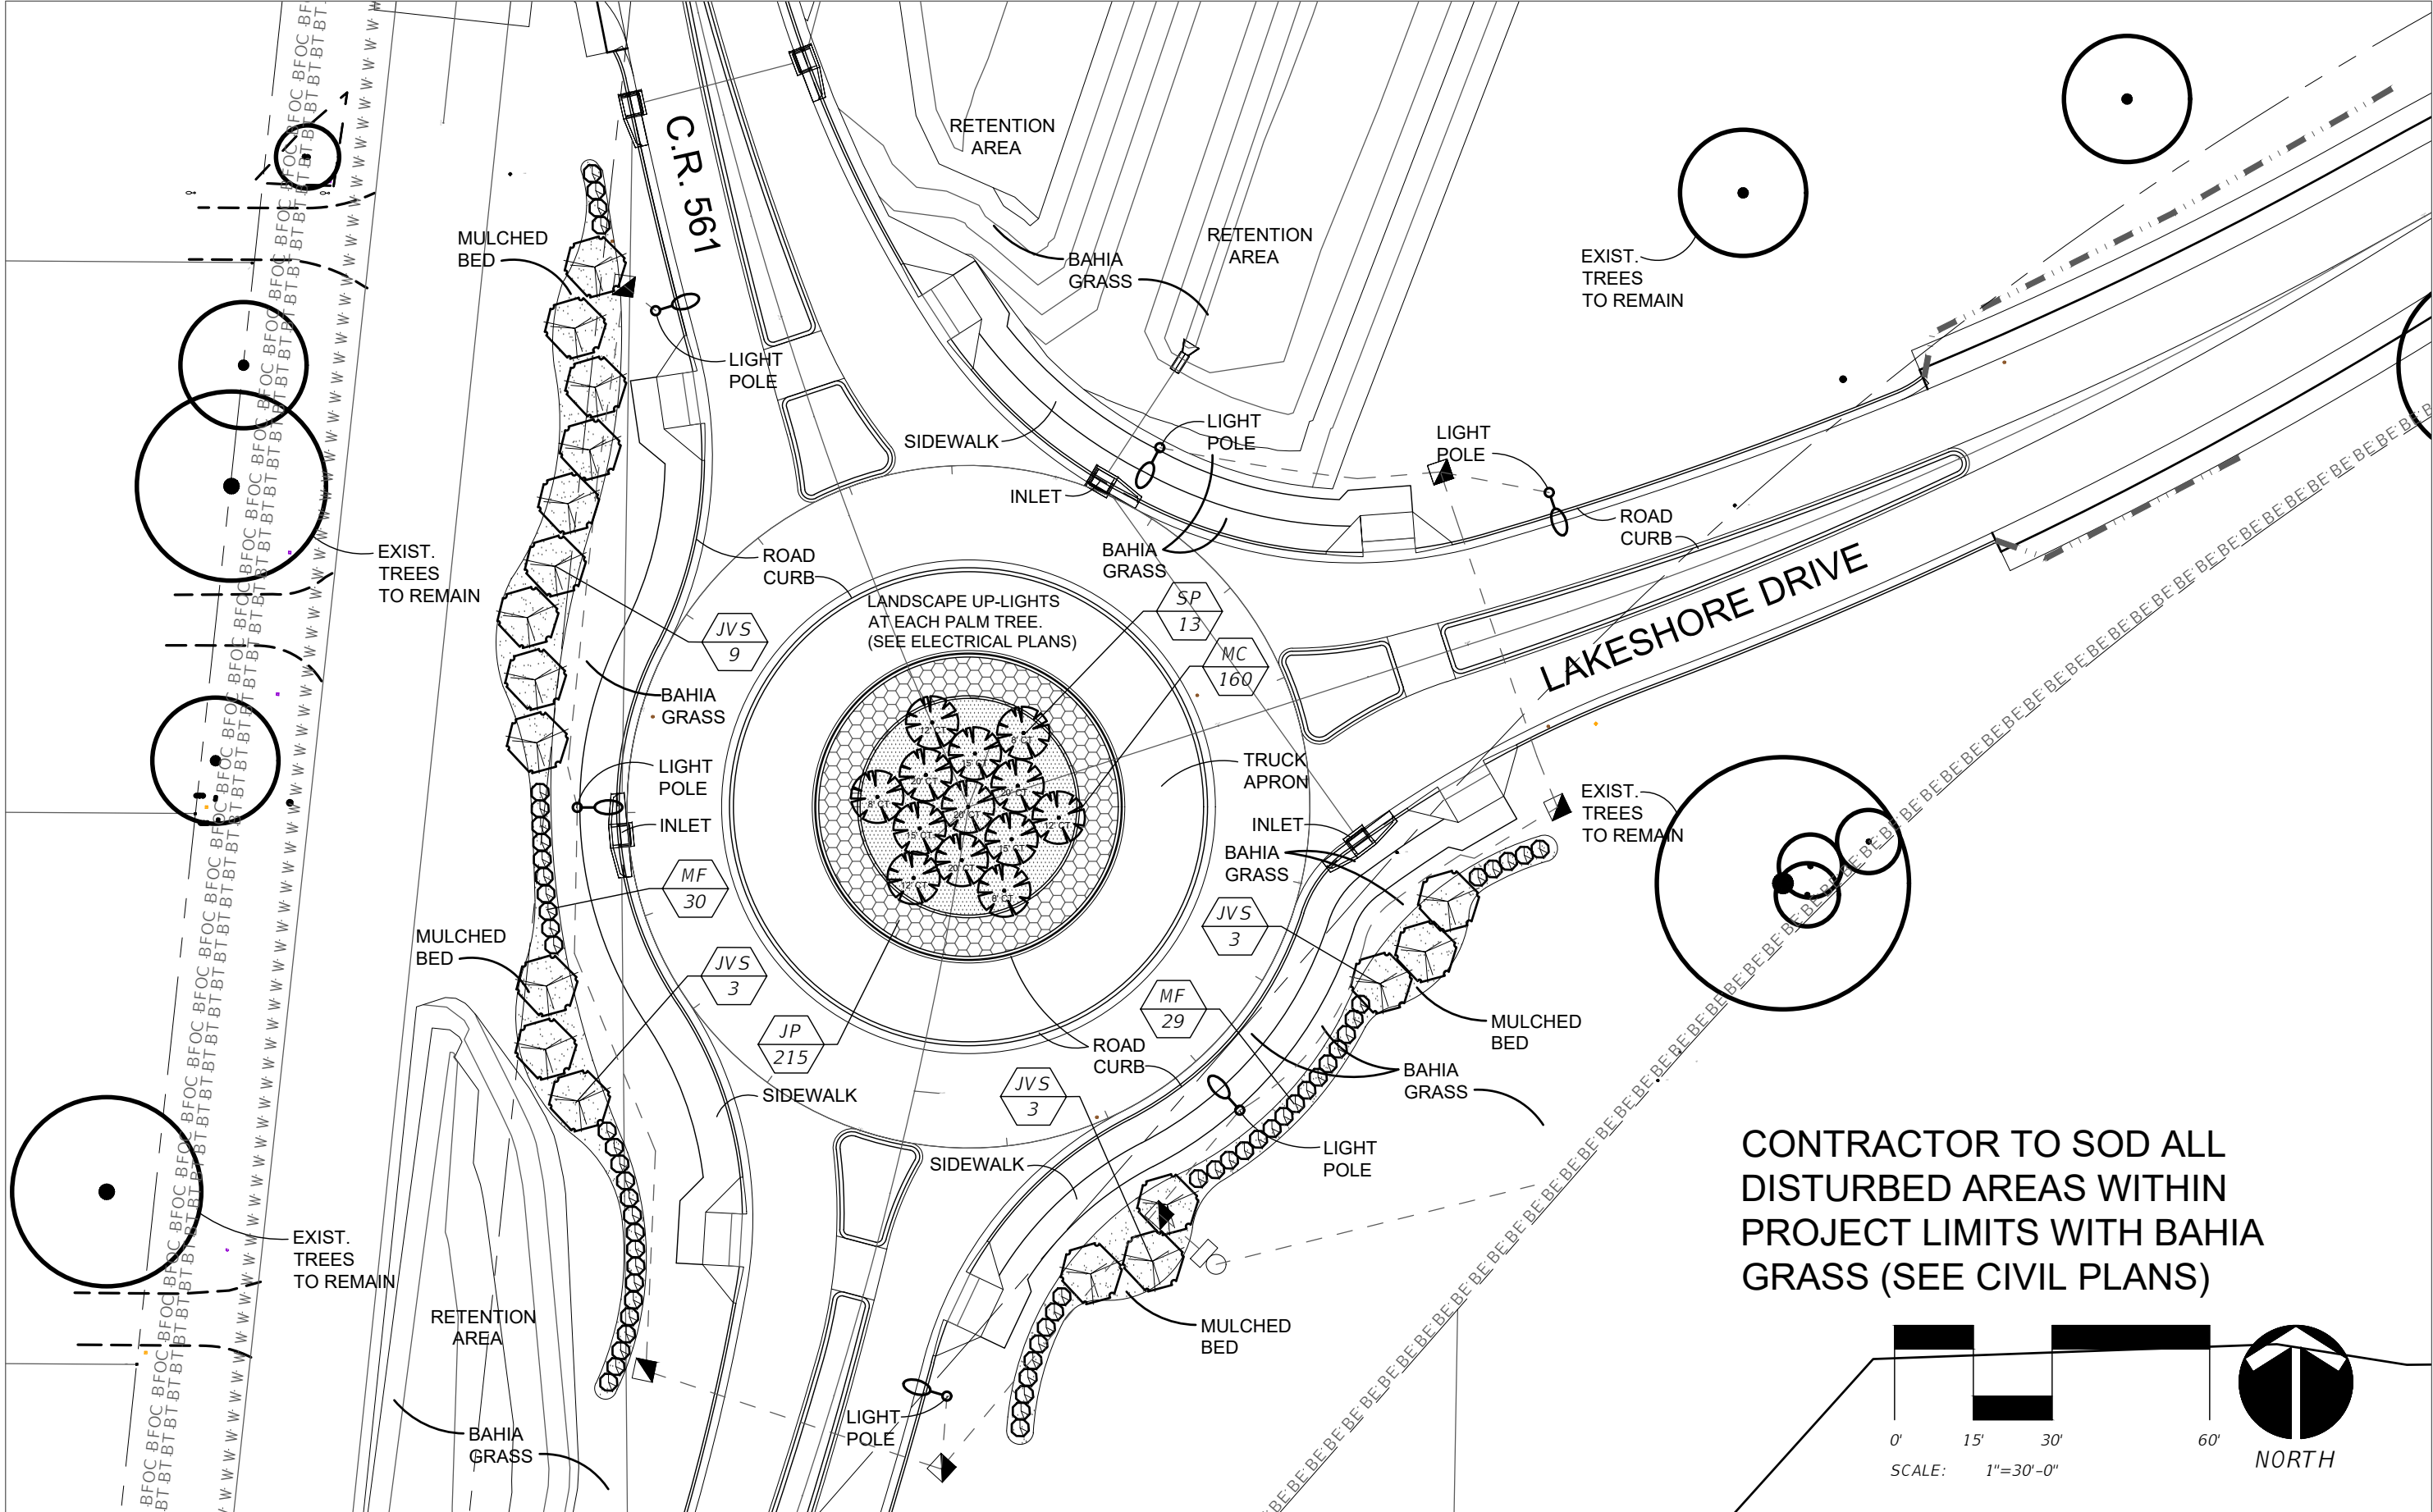 C.R. 561
RETENTION
AREA
RETENTION
AREA
MULCHED
BED
BAHIA
GRASS
EXIST.
TREES
TO REMAIN
LIGHT
POLE
SIDEWALK
LIGHT
POLE
LIGHT
POLE
INLET
ROAD
CURB
EXIST.
TREES
TO REMAIN
ROAD
CURB
BAHIA
GRASS
LAKESHORE DRIVE
LANDSCAPE UP-LIGHTS
AT EACH PALM TREE.
(SEE ELECTRICAL PLANS)
SP
13
JVS
9
MC
160
BAHIA
GRASS
LIGHT
POLE
TRUCK
APRON
INLET
INLET
EXIST.
TREES
TO REMAIN
BAHIA
GRASS
MF
30
JVS
3
MULCHED
BED
JVS
3
MF
29
JP
215
MULCHED
BED
ROAD
CURB
BAHIA
GRASS
JVS
3
SIDEWALK
SIDEWALK
LIGHT
POLE
CONTRACTOR TO SOD ALL
DISTURBED AREAS WITHIN
PROJECT LIMITS WITH BAHIA
GRASS (SEE CIVIL PLANS)
EXIST.
TREES
TO REMAIN
RETENTION
AREA
MULCHED
BED
LIGHT
POLE
BAHIA
GRASS
0' 15' 30' 60'
SCALE: 1"=30'-0"
NORTH